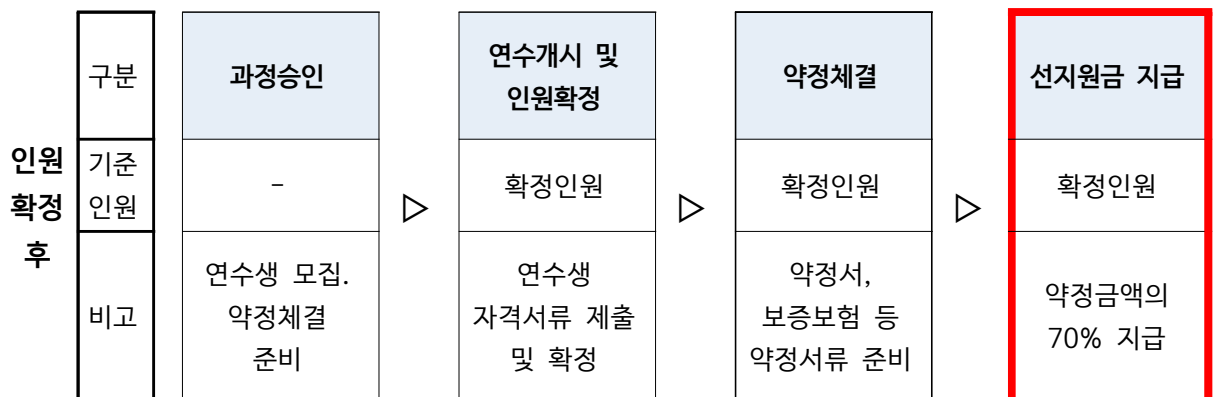 인원
확정
후
구분
과정승인
연수개시 및
인원확정
약정체결
선지원금 지급
기준
인원
-
▷
확정인원
▷
확정인원
▷
확정인원
비고
연수생 모집.
약정체결
준비
연수생
자격서류 제출
및 확정
약정서,
보증보험 등
약정서류 준비
약정금액의
70% 지급